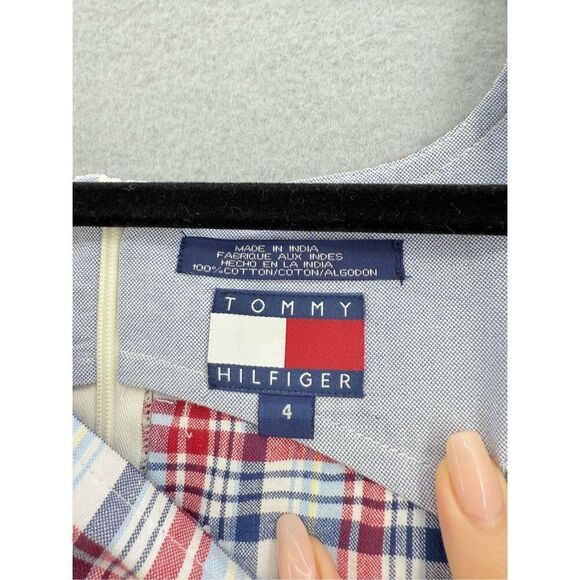 MADE IN INDIA
FABRIQUE AUX INDES
HECHO EN LA INDIA
100% COTTON/COTON/ALGODON
TOMMY
HILFIGER
4